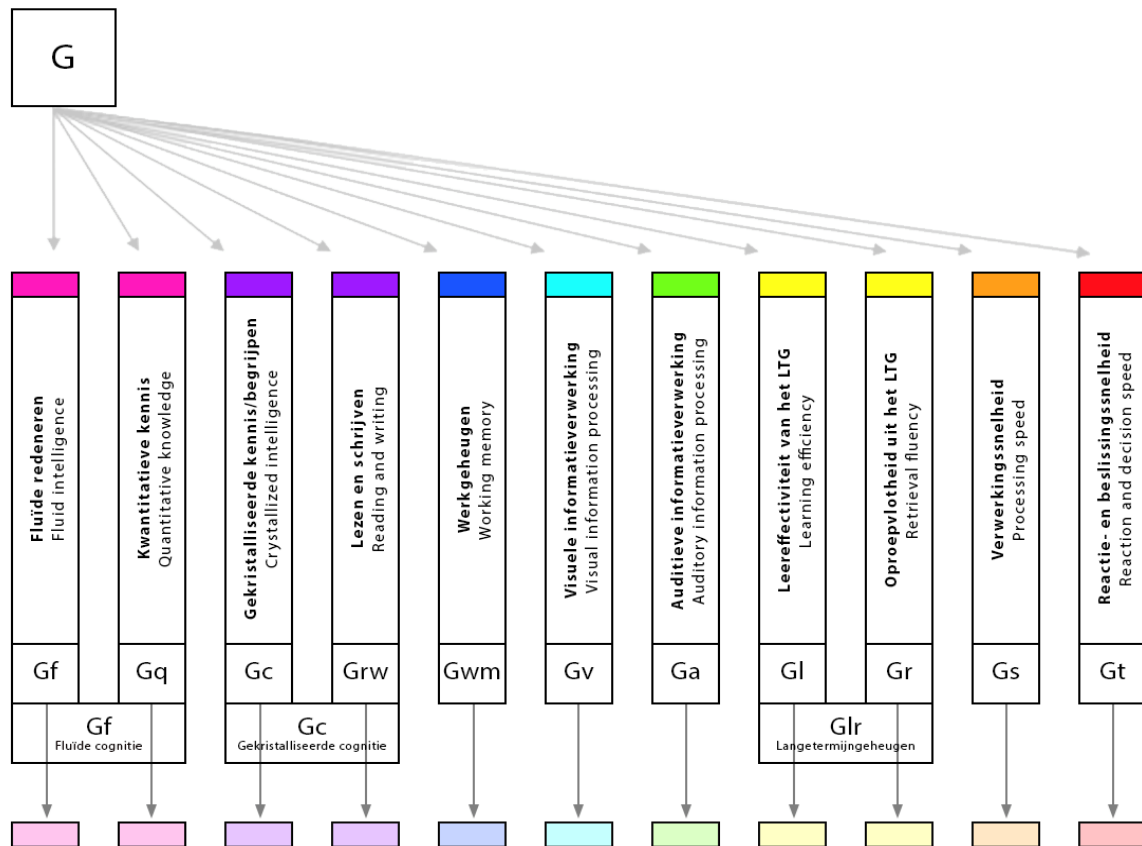 G
Fluïde redeneren
Fluid intelligence
Kwantitatieve kennis
Quantitative knowledge
Gekristalliseerde kennis/begrijpen
Crystallized intelligence
Lezen en schrijven
Reading and writing
Werkgeheugen
Working memory
Visuele informatieverwerking
Visual information processing
Auditieve informatieverwerking
Auditory information processing
Leereffectiviteit van het LTG
Learning efficiency
Oproepvlotheid uit het LTG
Retrieval fluency
Verwerkingssnelheid
Processing speed
Reactie- en beslissingssnelheid
Reaction and decision speed
Gf
Gq
Gc
Grw
Gwm
Gv
Ga
Gl
Gr
Gs
Gt
Gf
Fluïde cognitie
Gc
Gekristalliseerde cognitie
Glr
Langetermijngeheugen